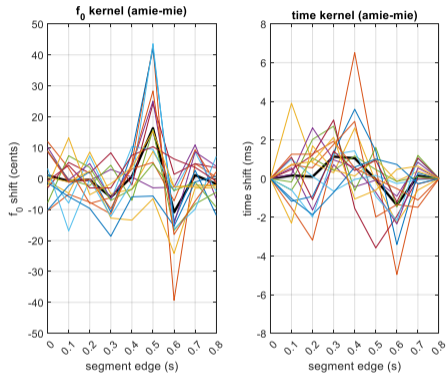 f0 kernel (amie-mie)
50
40
30
20
10
0
-10
-20
-30
-40
-50
f0 shift (cents)
0 0.1 0.2 0.3 0.4 0.5 0.6 0.7 0.8
segment edge (s)
time kernel (amie-mie)
8
6
4
2
0
-2
-4
-6
-8
time shift (ms)
0 0.1 0.2 0.3 0.4 0.5 0.6 0.7 0.8
segment edge (s)